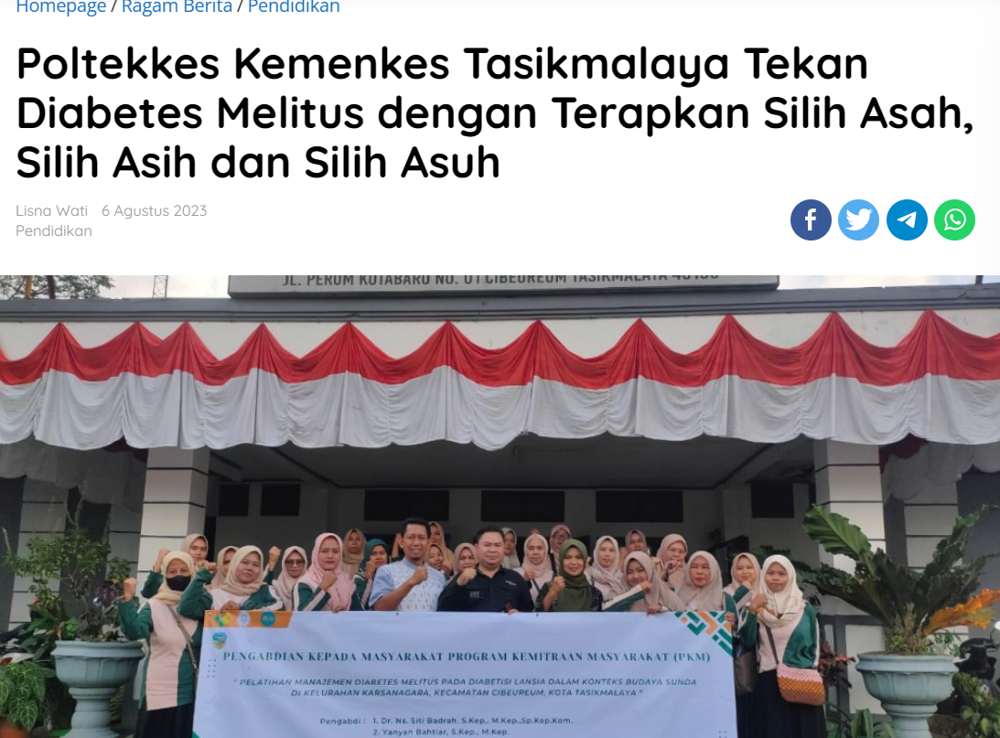 Homepage / Ragam Berita / Pendidikan
Poltekkes Kemenkes Tasikmalaya Tekan
Diabetes Melitus dengan Terapkan Silih Asah,
Silih Asih dan Silih Asuh
Lisna Wati 6 Agustus 2023
Pendidikan
JL. PERUM KOTABARU NO. 01 CIBEUREUM TASIKMALAYA
PENGABDIAN KEPADA MASYARAKAT PROGRAM KEMITRAAN MASYARAKAT (PKM)
" PELATIHAN MANAJEMEN DIABETES MELITUS PADA DIABETISI LANSIA DALAM KONTEKS BUDAYA SUNDA
DI KELURAHAN KARSANAGARA, KECAMATAN CIBEUREUM, KOTA TASIKMALAYA "
Pengabdi : 1. Dr. Ns. Siti Badrah, S.Kep., M.Kep.,Sp.Kep.Kom.
2. Yanyan Bahtiar, S.Kep., M.Kep.